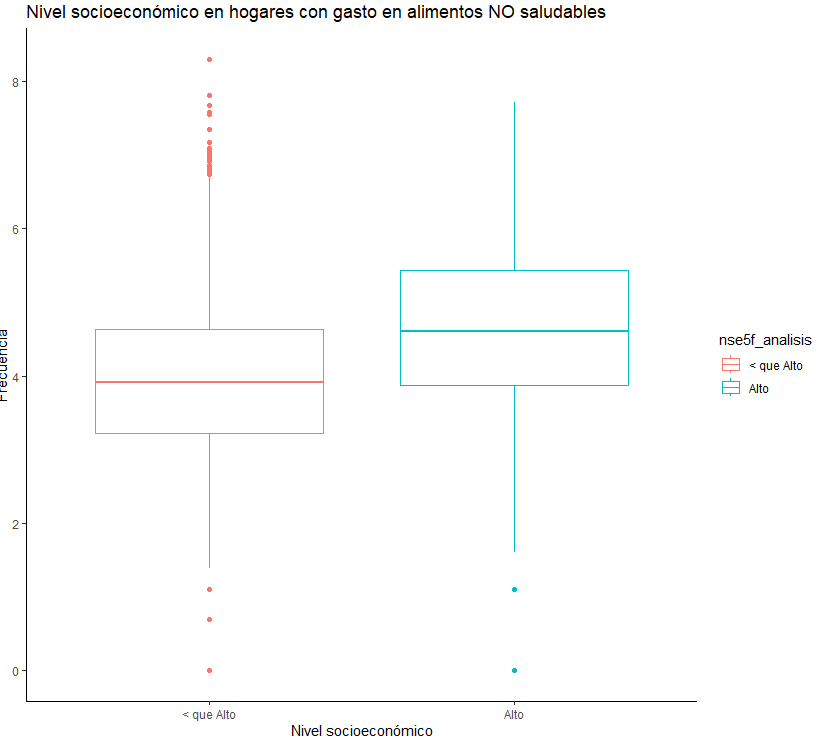 Nivel socioeconómico en hogares con gasto en alimentos NO saludables
8
6
4
2
0
Frecuencia
< que Alto
Alto
Nivel socioeconómico
nse5f_analisis
< que Alto
Alto